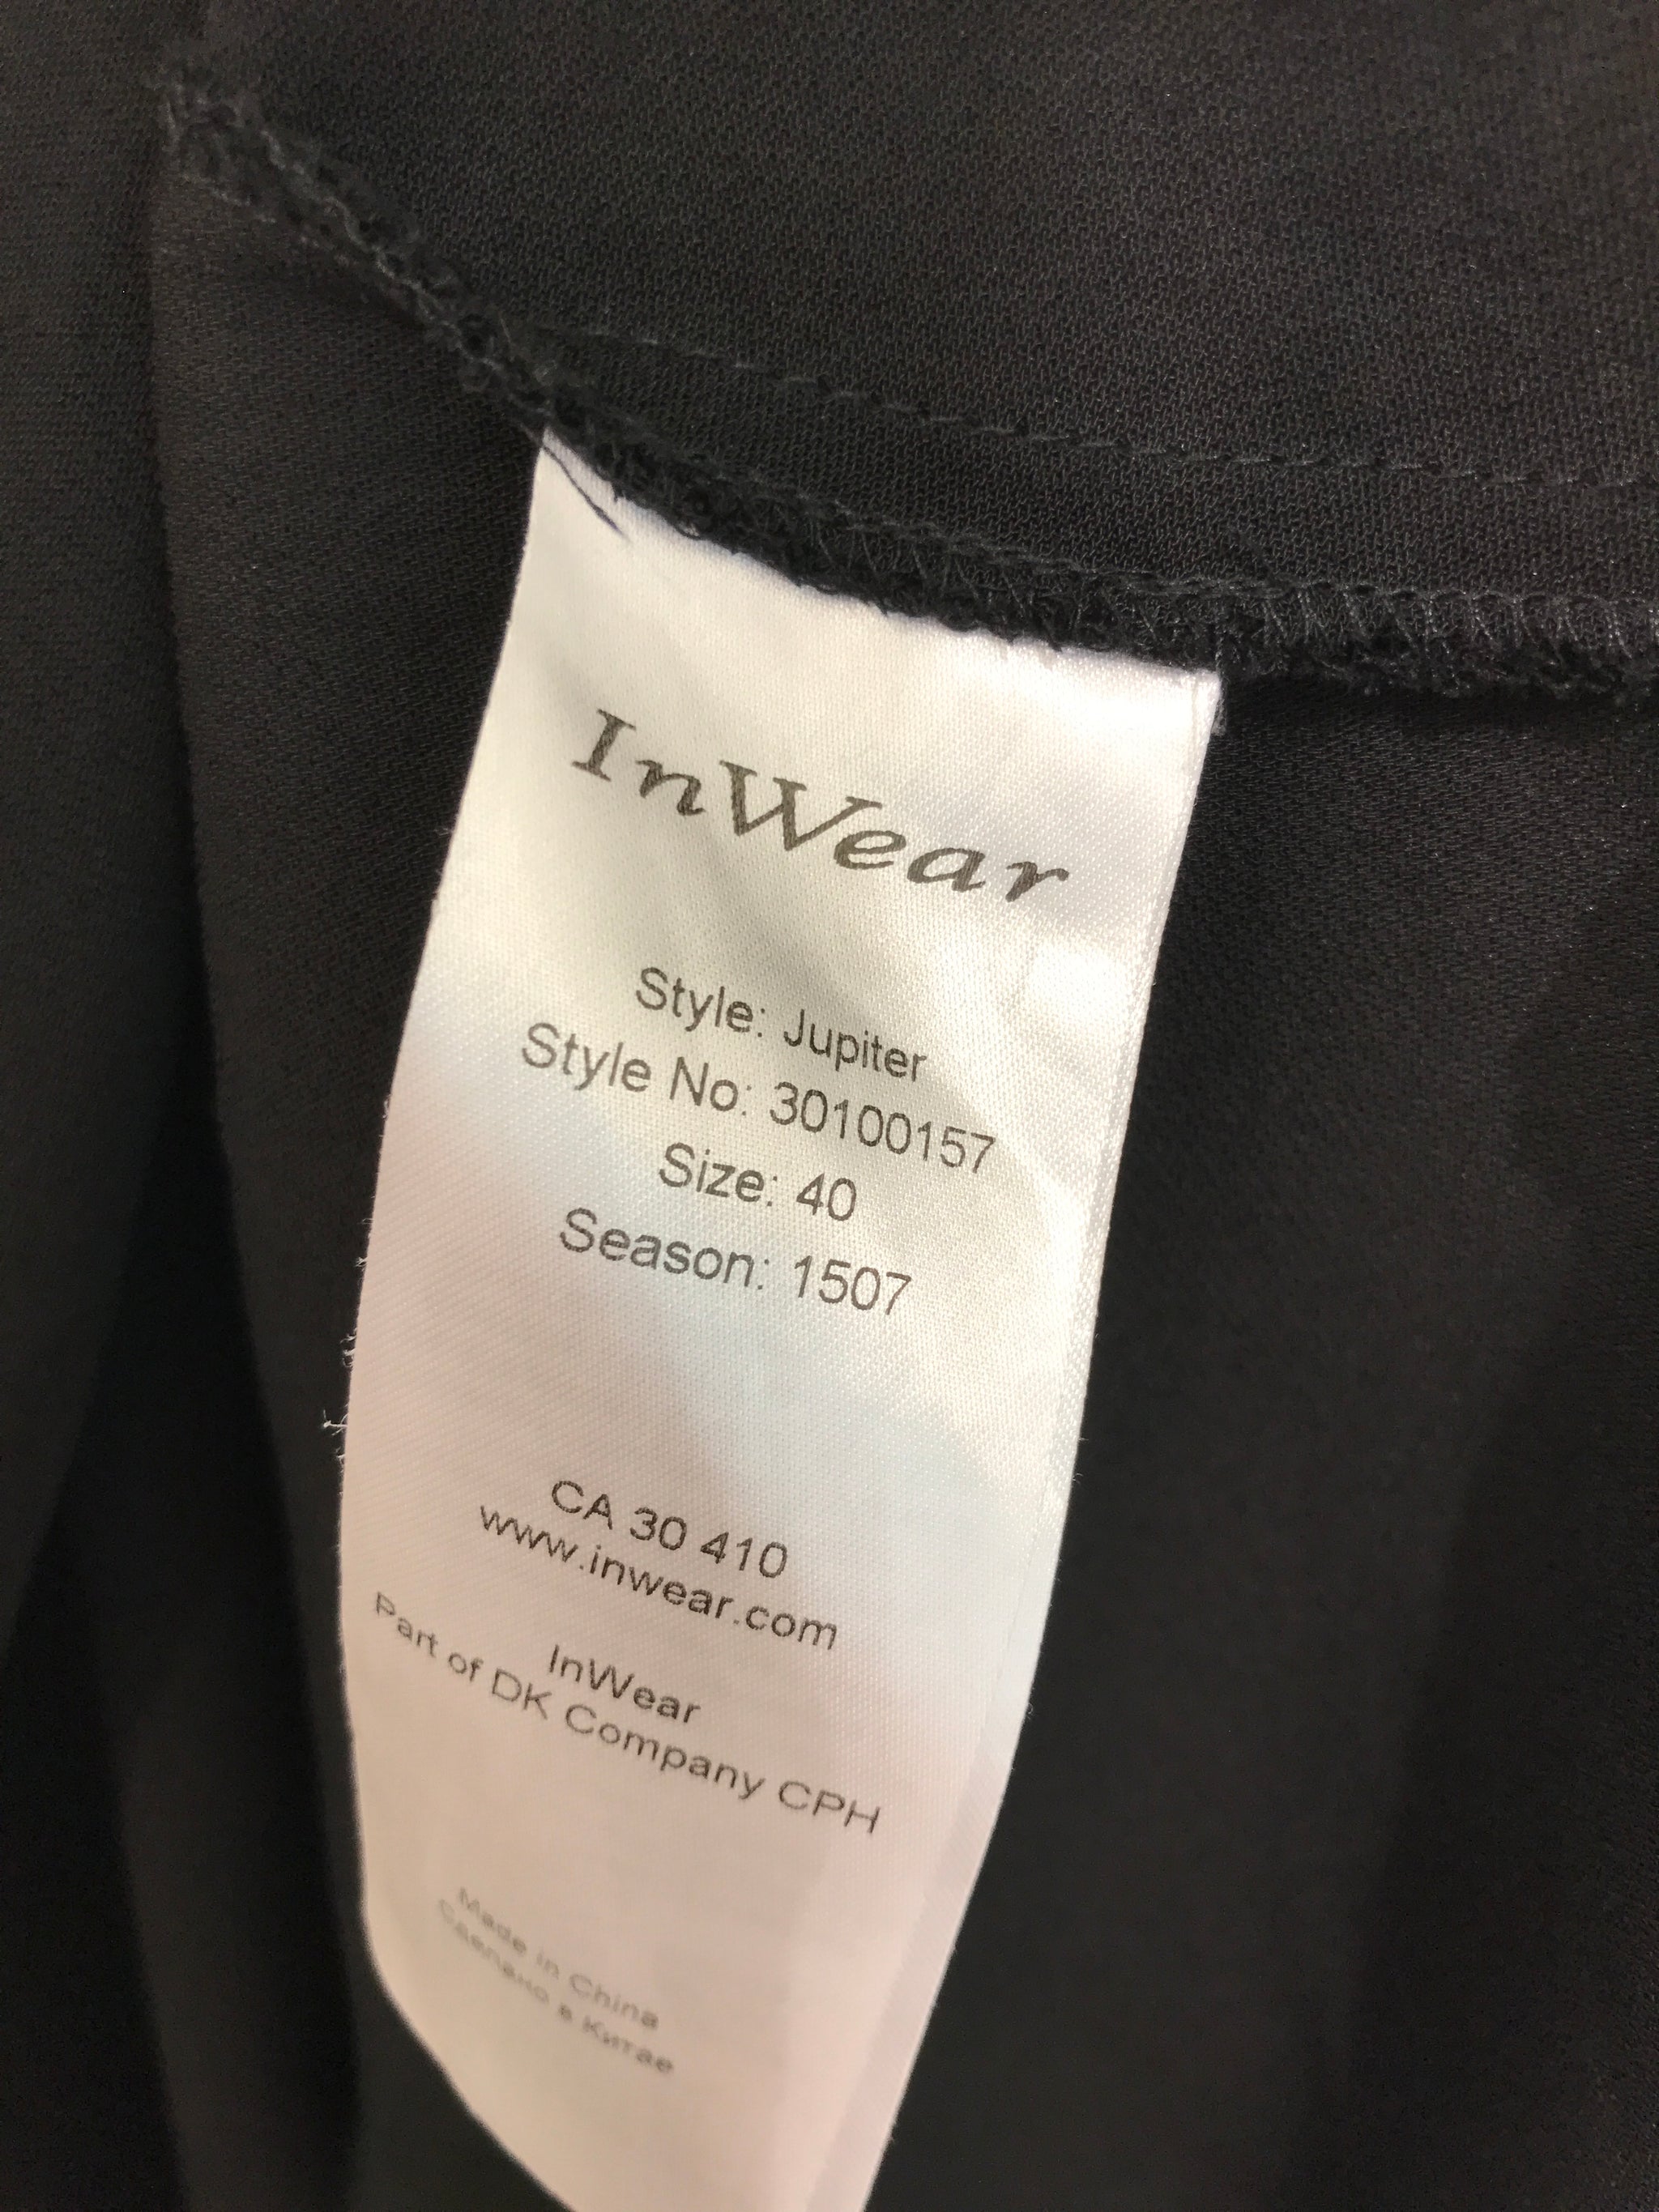 InWear
Style: Jupiter
Style No: 30100157
Size: 40
Season: 1507
CA 30 410
www.inwear.com
InWear
Part of DK Company CPH
Made in China
Сделано в Китае